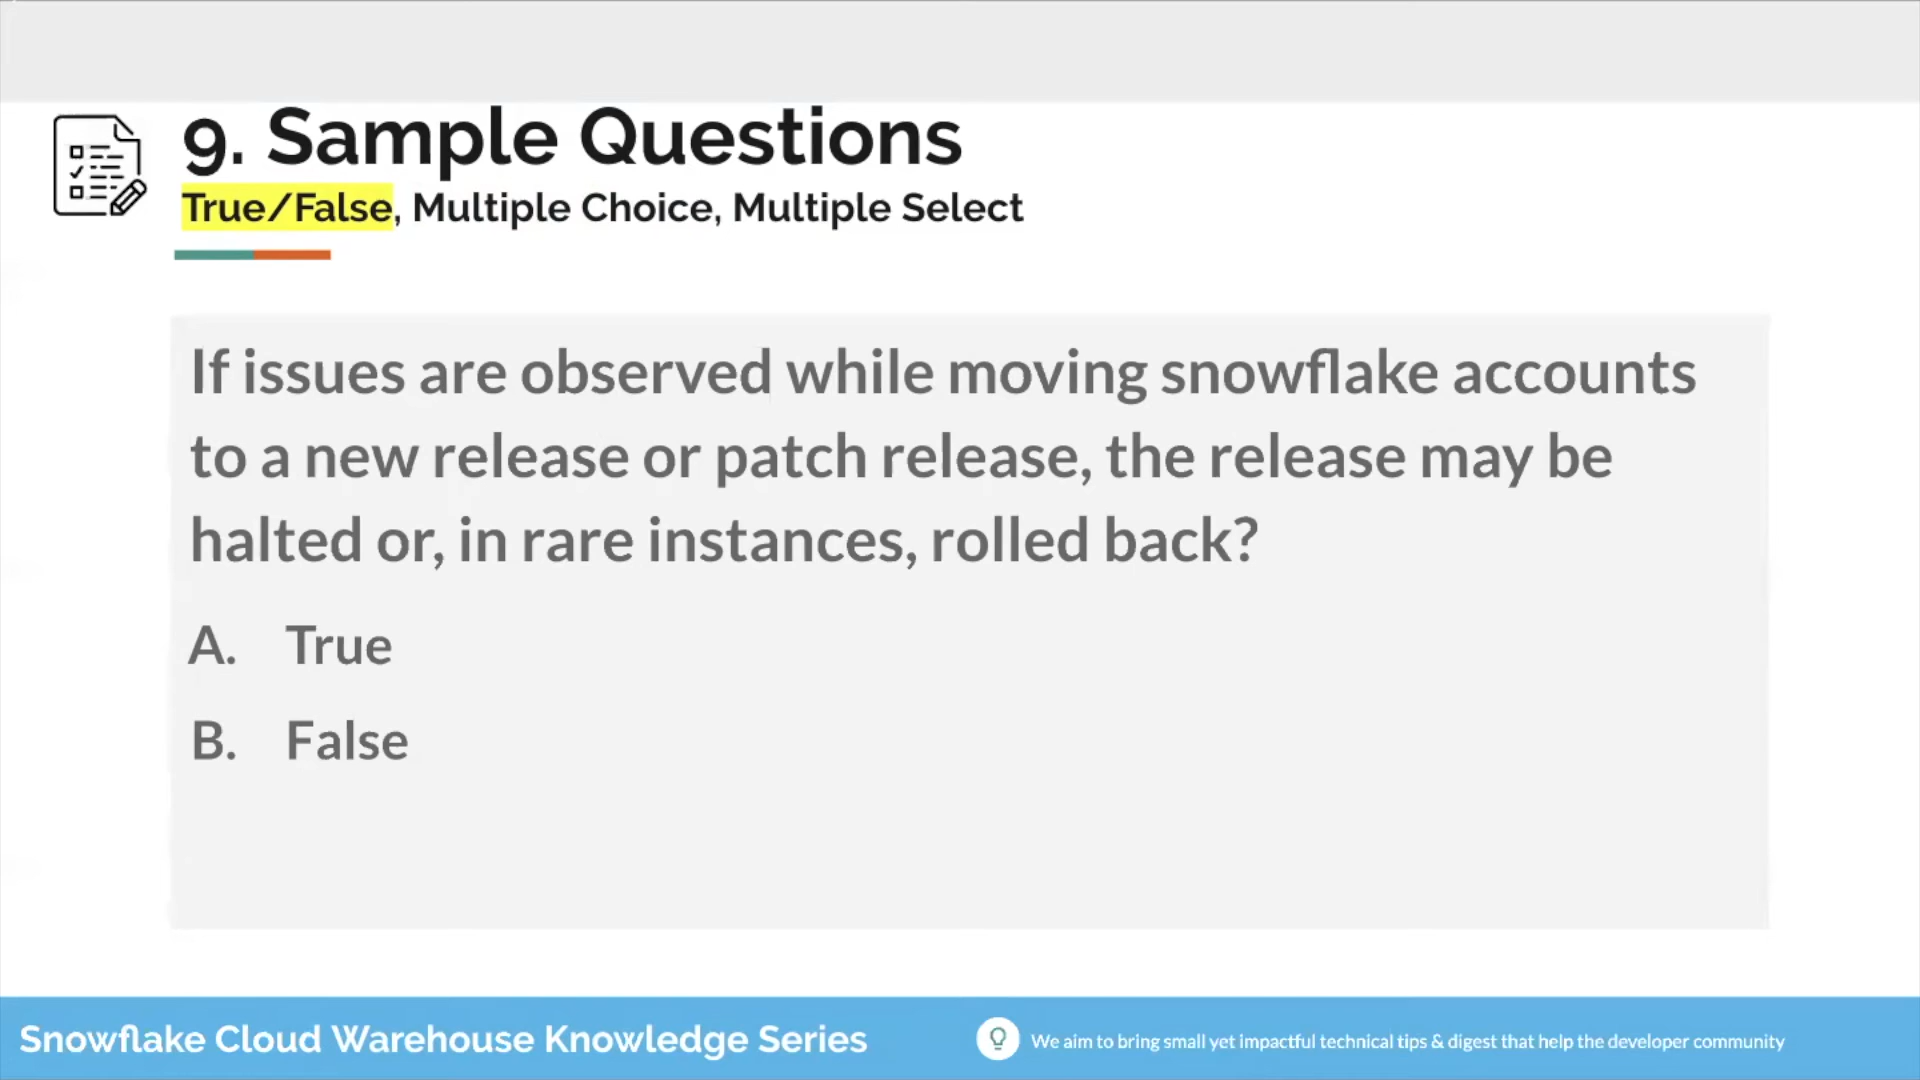 9. Sample Questions
True/False, Multiple Choice, Multiple Select
If issues are observed while moving snowflake accounts
to a new release or patch release, the release may be
halted or, in rare instances, rolled back?
A. True
B. False
Snowflake Cloud Warehouse Knowledge Series
We aim to bring small yet impactful technical tips & digest that help the developer community